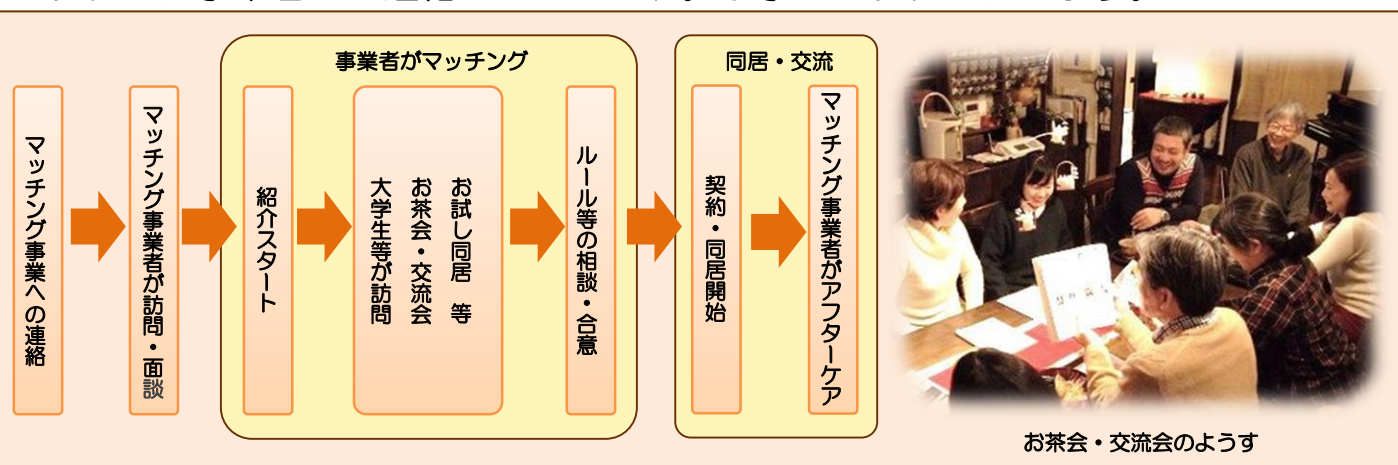 事業者がマッチング
同居・交流
マッチング事業への連絡
マッチング事業者が訪問・面談
紹介スタート
お試し同居　等
お茶会・交流会
大学生等が訪問
ルール等の相談・合意
契約・同居開始
マッチング事業者がアフターケア
お茶会・交流会のようす